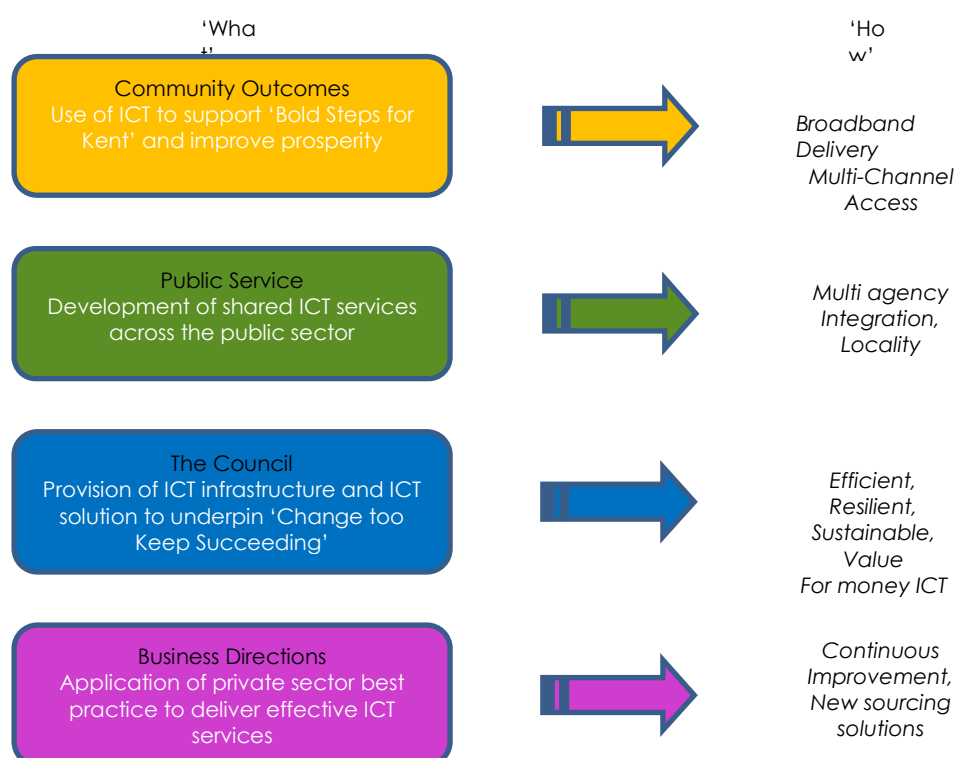 ‘Wha
t’
‘Ho
w’
Community Outcomes
Use of ICT to support ‘Bold Steps for
Kent’ and improve prosperity
Broadband
Delivery
Multi-Channel
Access
Public Service
Development of shared ICT services
across the public sector
Multi agency
Integration,
Locality
The Council
Provision of ICT infrastructure and ICT
solution to underpin ‘Change too
Keep Succeeding’
Efficient,
Resilient,
Sustainable,
Value
For money ICT
Business Directions
Application of private sector best
practice to deliver effective ICT
services
Continuous
Improvement,
New sourcing
solutions